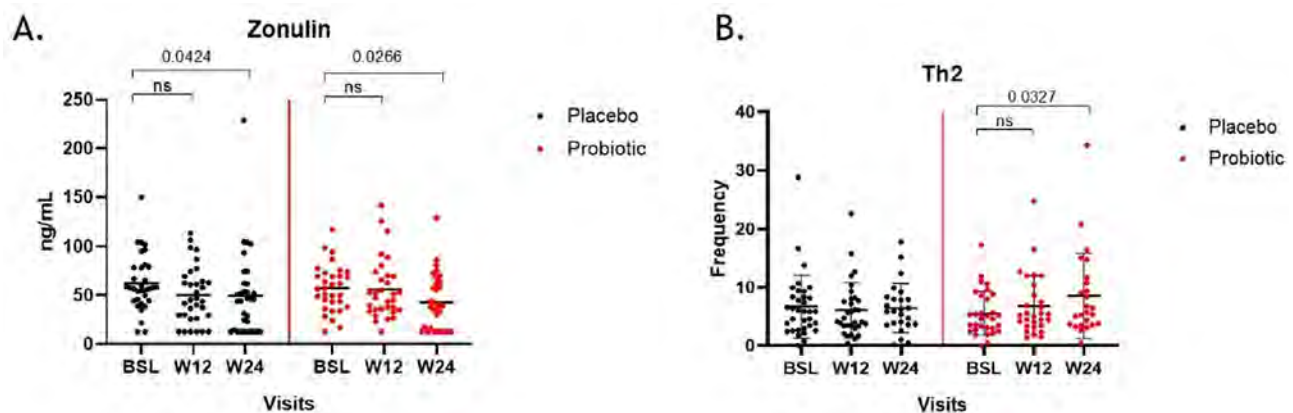 A.
Zonulin
0.0424
ns
0.0266
ns
250
200
150
100
50
0
ng/mL
BSL W12 W24 BSL W12 W24
Visits
Placebo
Probiotic
B.
Th2
0.0327
ns
40
30
20
10
0
Frequency
BSL W12 W24 BSL W12 W24
Visits
Placebo
Probiotic